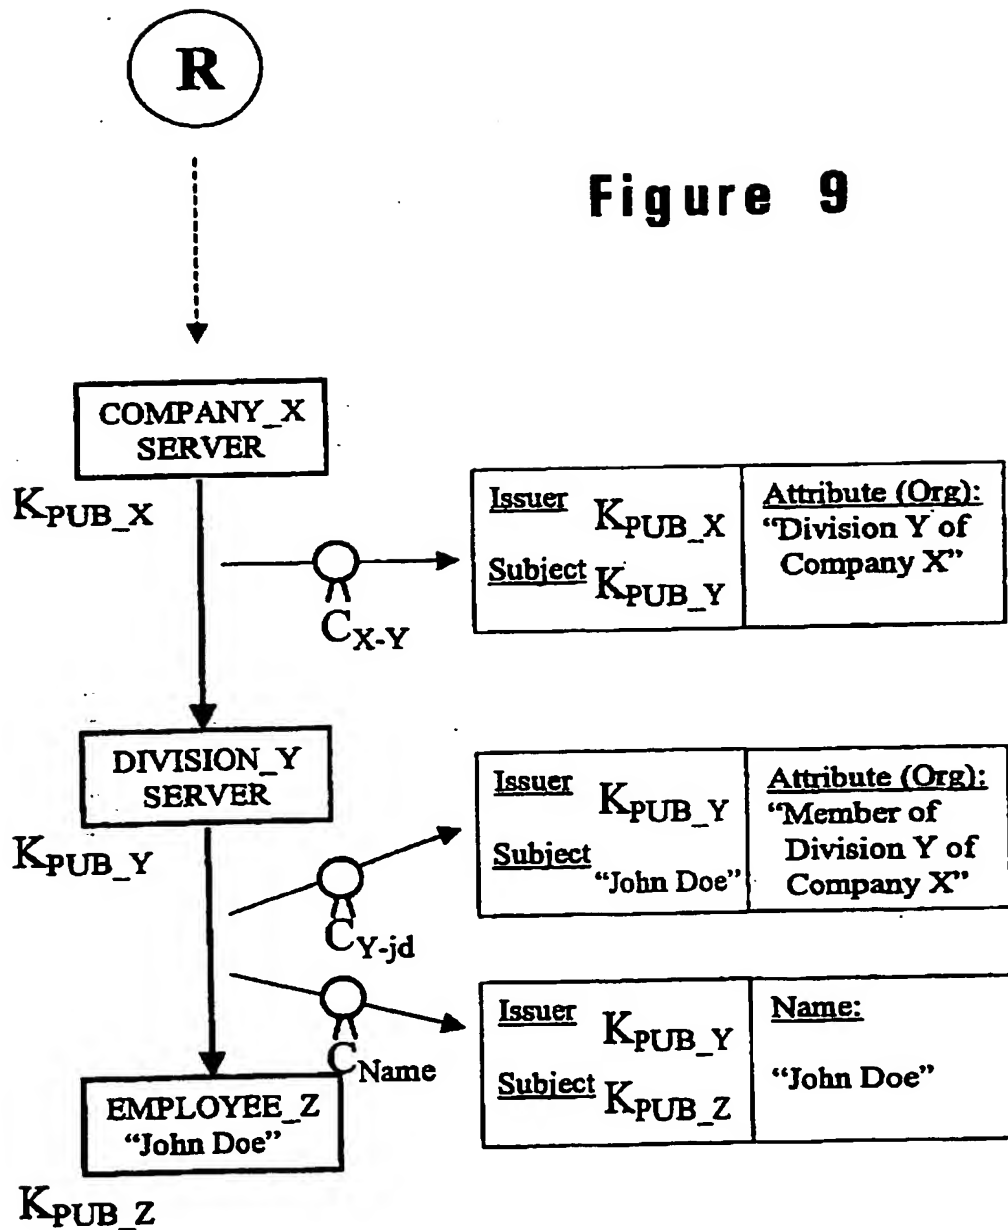 R
Figure 9
COMPANY_X
SERVER
KPUB_X
Issuer KPUB_X
Subject KPUB_Y
Attribute (Org):
“Division Y of
Company X”
CX-Y
DIVISION_Y
SERVER
KPUB_Y
Issuer KPUB_Y
Subject “John Doe”
Attribute (Org):
“Member of
Division Y of
Company X”
CY-jd
Issuer KPUB_Y
Subject KPUB_Z
Name:
“John Doe”
CName
EMPLOYEE_Z
“John Doe”
KPUB_Z